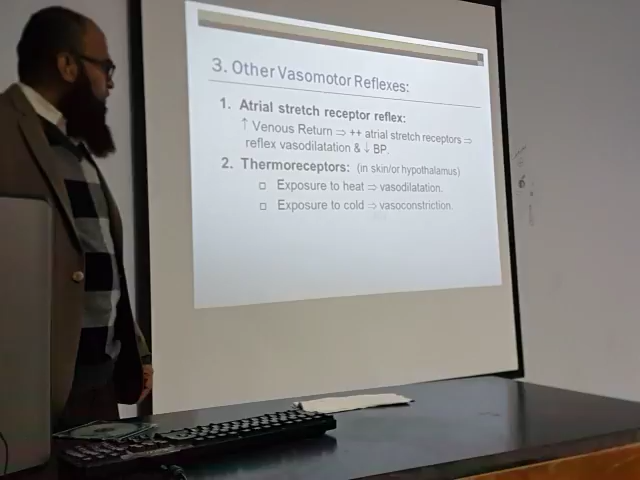 3. Other Vasomotor Reflexes:
1. Atrial stretch receptor reflex:
↑ Venous Return ⇒ ++ atrial stretch receptors ⇒
reflex vasodilatation & ↓ BP.
2. Thermoreceptors: (in skin/or hypothalamus)
□ Exposure to heat ⇒ vasodilatation.
□ Exposure to cold ⇒ vasoconstriction.